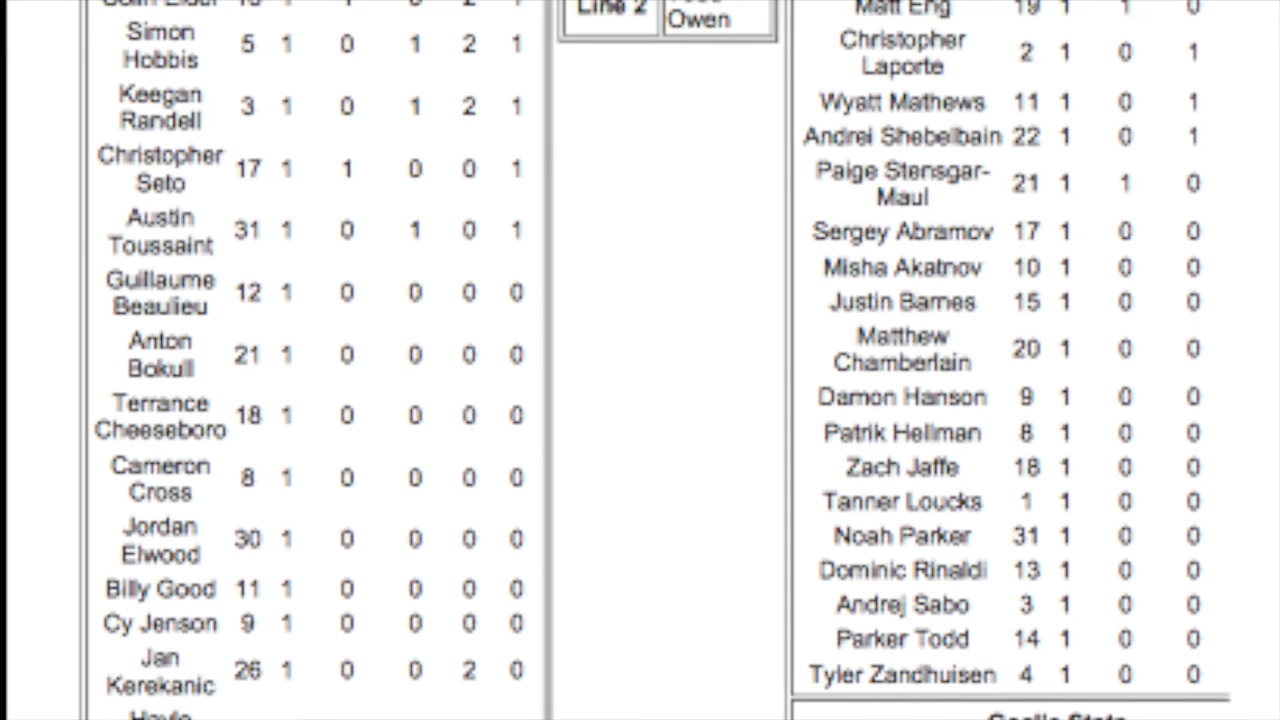 Colin Elder
Simon
Hobbis 5 1 0 1 2 1
Keegan
Randell 3 1 0 1 2 1
Christopher
Seto 17 1 1 0 0 1
Austin
Toussaint 31 1 0 1 0 1
Guillaume
Beaulieu 12 1 0 0 0 0
Anton
Bokull 21 1 0 0 0 0
Terrance
Cheeseboro 18 1 0 0 0 0
Cameron
Cross 8 1 0 0 0 0
Jordan
Elwood 30 1 0 0 0 0
Billy Good 11 1 0 0 0 0
Cy Jenson 9 1 0 0 0 0
Jan
Kerekanic 26 1 0 0 2 0
Line 2
Owen
Matt Eng 19 1 1 0
Christopher
Laporte 2 1 0 1
Wyatt Mathews 11 1 0 1
Andrei Shebelbain 22 1 0 1
Paige Stensgar-
Maul 21 1 1 0
Sergey Abramov 17 1 0 0
Misha Akatnov 10 1 0 0
Justin Barnes 15 1 0 0
Matthew
Chamberlain 20 1 0 0
Damon Hanson 9 1 0 0
Patrik Hellman 8 1 0 0
Zach Jaffe 18 1 0 0
Tanner Loucks 1 1 0 0
Noah Parker 31 1 0 0
Dominic Rinaldi 13 1 0 0
Andrej Sabo 3 1 0 0
Parker Todd 14 1 0 0
Tyler Zandhuisen 4 1 0 0
Goalie Stats